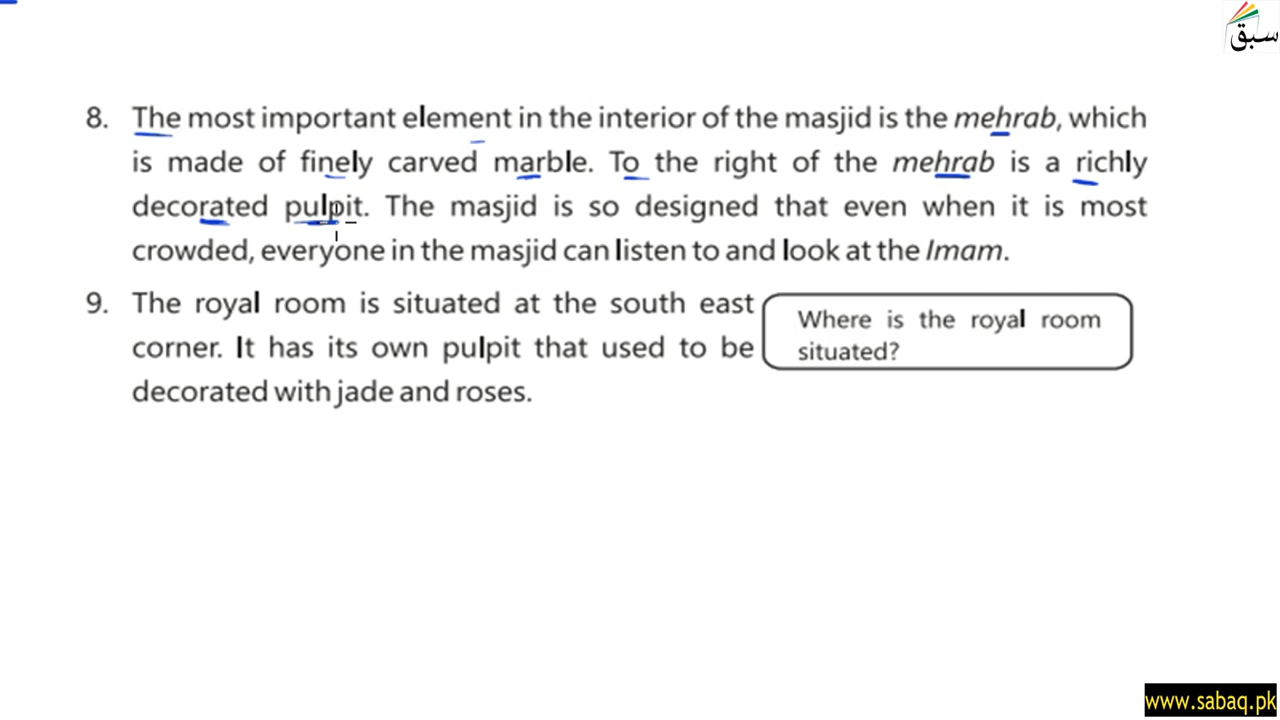 سبق
8. The most important element in the interior of the masjid is the mehrab, which
is made of finely carved marble. To the right of the mehrab is a richly
decorated pulpit. The masjid is so designed that even when it is most
crowded, everyone in the masjid can listen to and look at the Imam.
9. The royal room is situated at the south east
corner. It has its own pulpit that used to be
decorated with jade and roses.
Where is the royal room
situated?
www.sabaq.pk